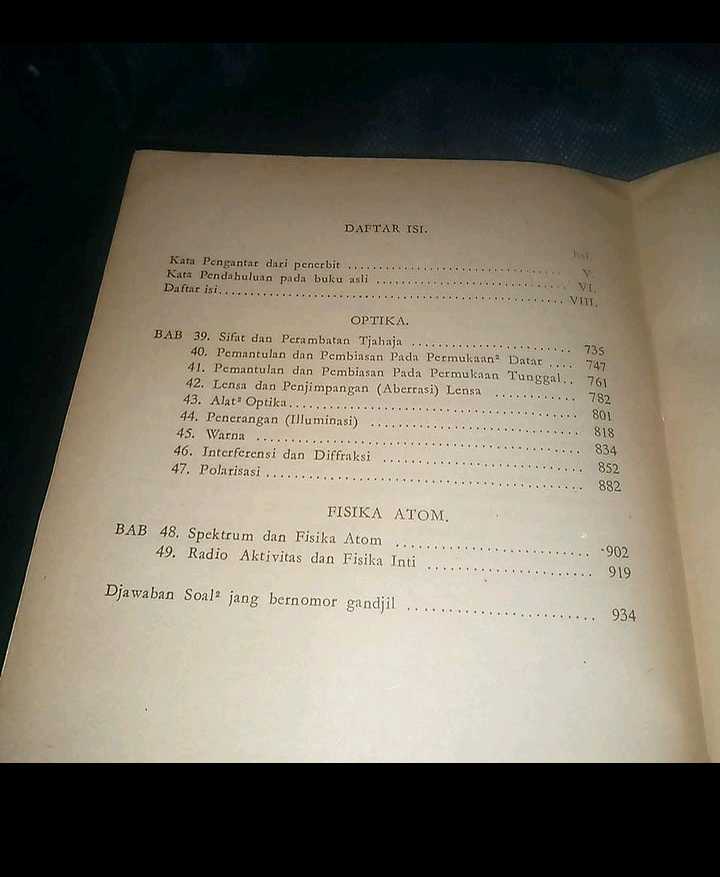 DAFTAR ISI.
hal.
Kata Pengantar dari penerbit ........................ V.
Kata Pendahuluan pada buku asli ........................ VI.
Daftar isi........................ VIII.
OPTIKA.
BAB 39. Sifat dan Perambatan Tjahaja ........................ 735
40. Pemantulan dan Pembiasan Pada Permukaan² Datar .... 747
41. Pemantulan dan Pembiasan Pada Permukaan Tunggal.. 761
42. Lensa dan Penjimpangan (Aberrasi) Lensa ............ 782
43. Alat² Optika........................ 801
44. Penerangan (Illuminasi) ........................ 818
45. Warna ........................ 834
46. Interferensi dan Diffraksi ........................ 852
47. Polarisasi ........................ 882
FISIKA ATOM.
BAB 48. Spektrum dan Fisika Atom ........................ 902
49. Radio Aktivitas dan Fisika Inti ........................ 919
Djawaban Soal² jang bernomor gandjil ........................ 934